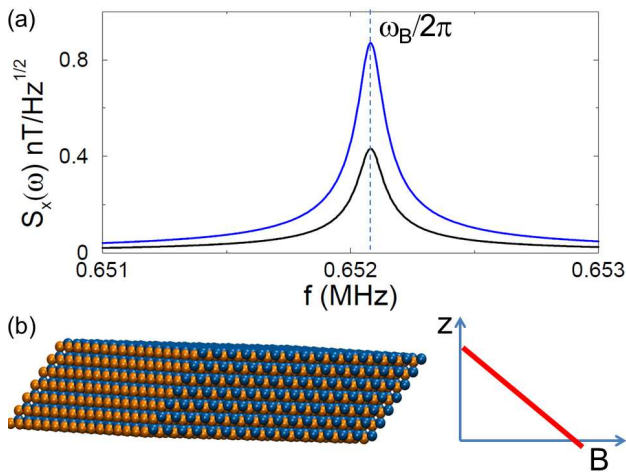 (a)
ω_B/2π
0.8
0.4
0
S_x(ω) nT/Hz^1/2
0.651 0.652 0.653
f (MHz)
(b)
z
B